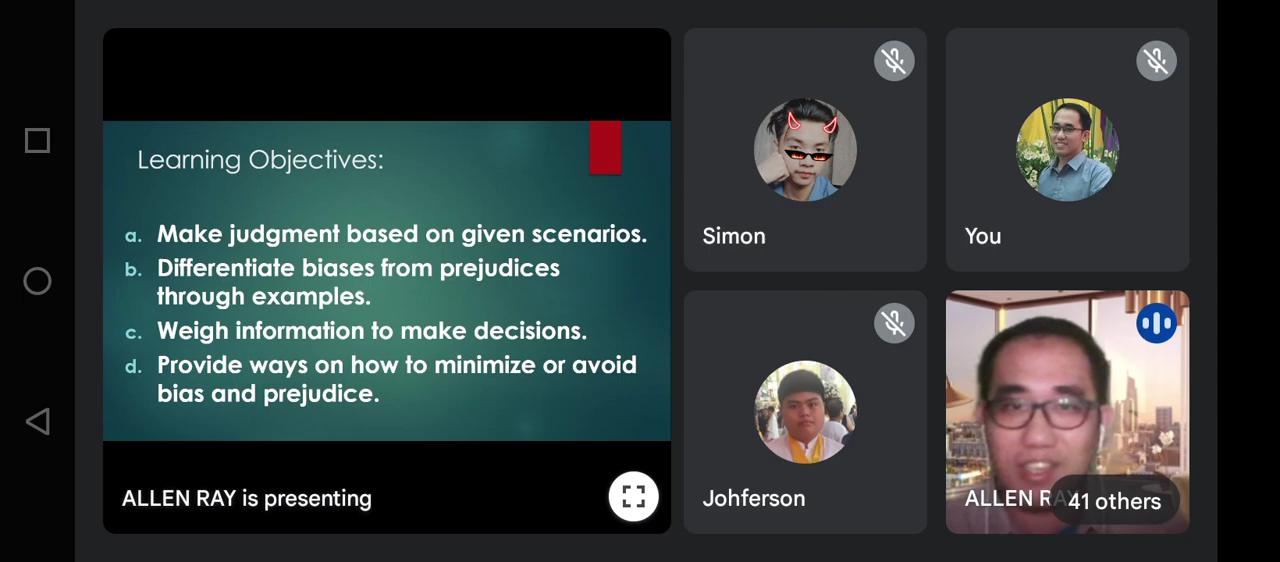 Learning Objectives:
a. Make judgment based on given scenarios.
b. Differentiate biases from prejudices
through examples.
c. Weigh information to make decisions.
d. Provide ways on how to minimize or avoid
bias and prejudice.
ALLEN RAY is presenting
Simon
You
Johferson
ALLEN RAY
41 others